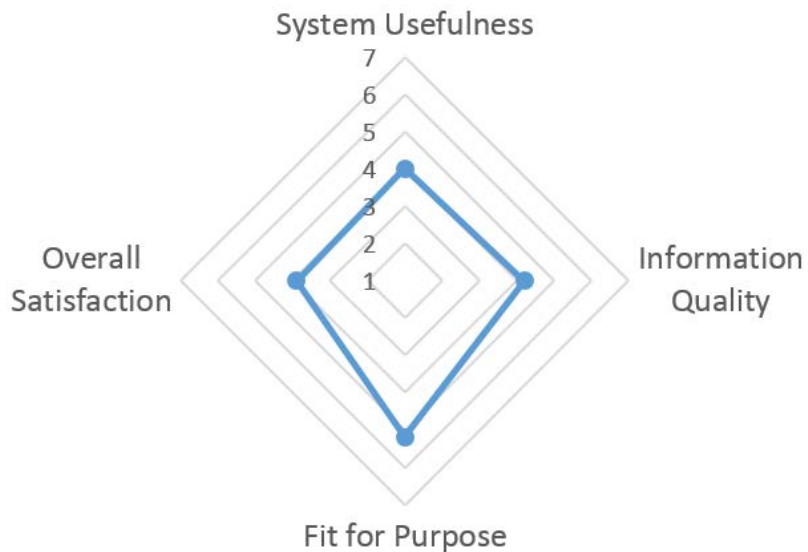 System Usefulness
7
6
5
4
3
2
1
Overall
Satisfaction
Information
Quality
Fit for Purpose